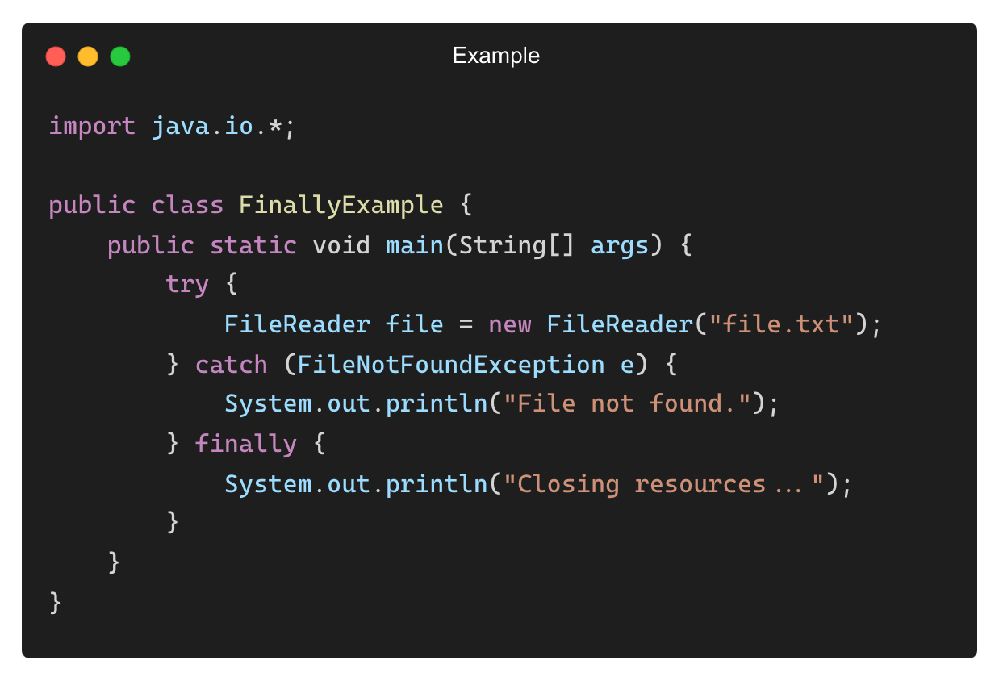 Example
import java.io.*;
public class FinallyExample {
    public static void main(String[] args) {
        try {
            FileReader file = new FileReader("file.txt");
        } catch (FileNotFoundException e) {
            System.out.println("File not found.");
        } finally {
            System.out.println("Closing resources...");
        }
    }
}